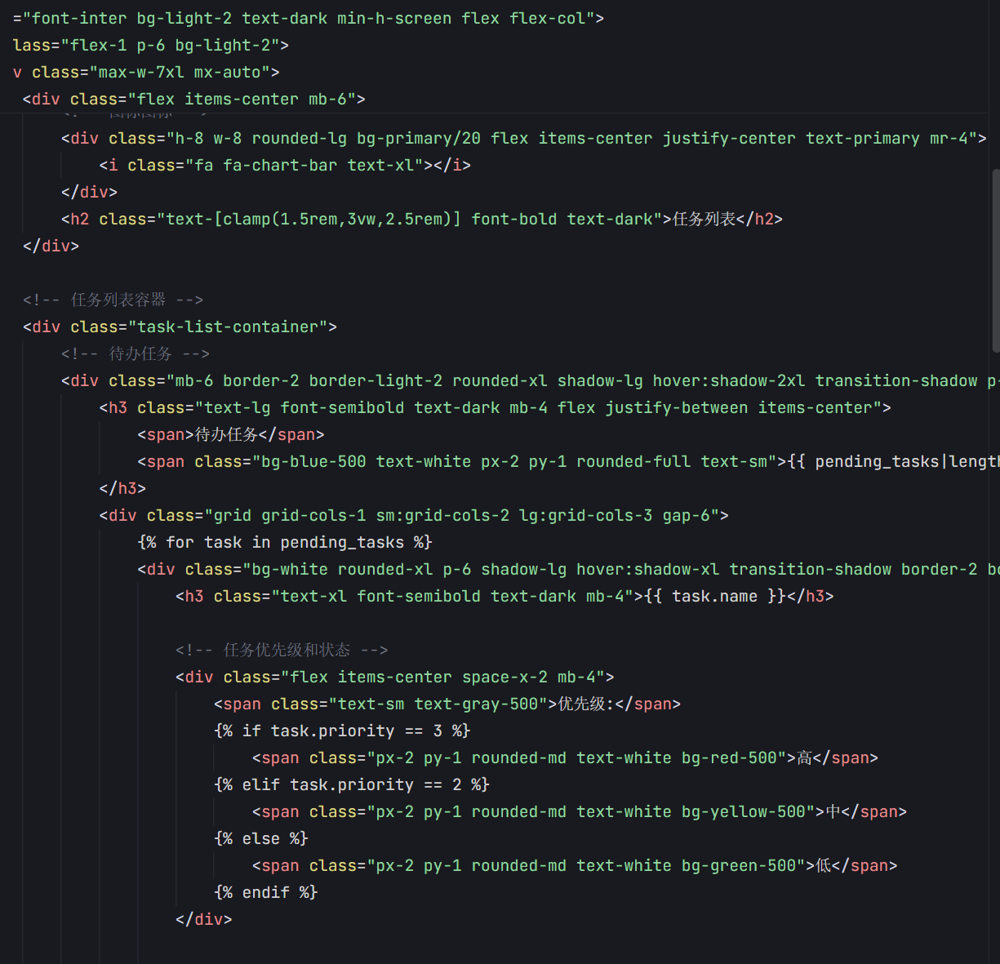 ="font-inter bg-light-2 text-dark min-h-screen flex flex-col">
lass="flex-1 p-6 bg-light-2">
v class="max-w-7xl mx-auto">
<div class="flex items-center mb-6">
<div class="h-8 w-8 rounded-lg bg-primary/20 flex items-center justify-center text-primary mr-4">
<i class="fa fa-chart-bar text-xl"></i>
</div>
<h2 class="text-[clamp(1.5rem,3vw,2.5rem)] font-bold text-dark">任务列表</h2>
</div>
<!-- 任务列表容器 -->
<div class="task-list-container">
<!-- 待办任务 -->
<div class="mb-6 border-2 border-light-2 rounded-xl shadow-lg hover:shadow-2xl transition-shadow p-
<h3 class="text-lg font-semibold text-dark mb-4 flex justify-between items-center">
<span>待办任务</span>
<span class="bg-blue-500 text-white px-2 py-1 rounded-full text-sm">{{ pending_tasks|length
</h3>
<div class="grid grid-cols-1 sm:grid-cols-2 lg:grid-cols-3 gap-6">
{% for task in pending_tasks %}
<div class="bg-white rounded-xl p-6 shadow-lg hover:shadow-xl transition-shadow border-2 bo
<h3 class="text-xl font-semibold text-dark mb-4">{{ task.name }}</h3>
<!-- 任务优先级和状态 -->
<div class="flex items-center space-x-2 mb-4">
<span class="text-sm text-gray-500">优先级:</span>
{% if task.priority == 3 %}
<span class="px-2 py-1 rounded-md text-white bg-red-500">高</span>
{% elif task.priority == 2 %}
<span class="px-2 py-1 rounded-md text-white bg-yellow-500">中</span>
{% else %}
<span class="px-2 py-1 rounded-md text-white bg-green-500">低</span>
{% endif %}
</div>